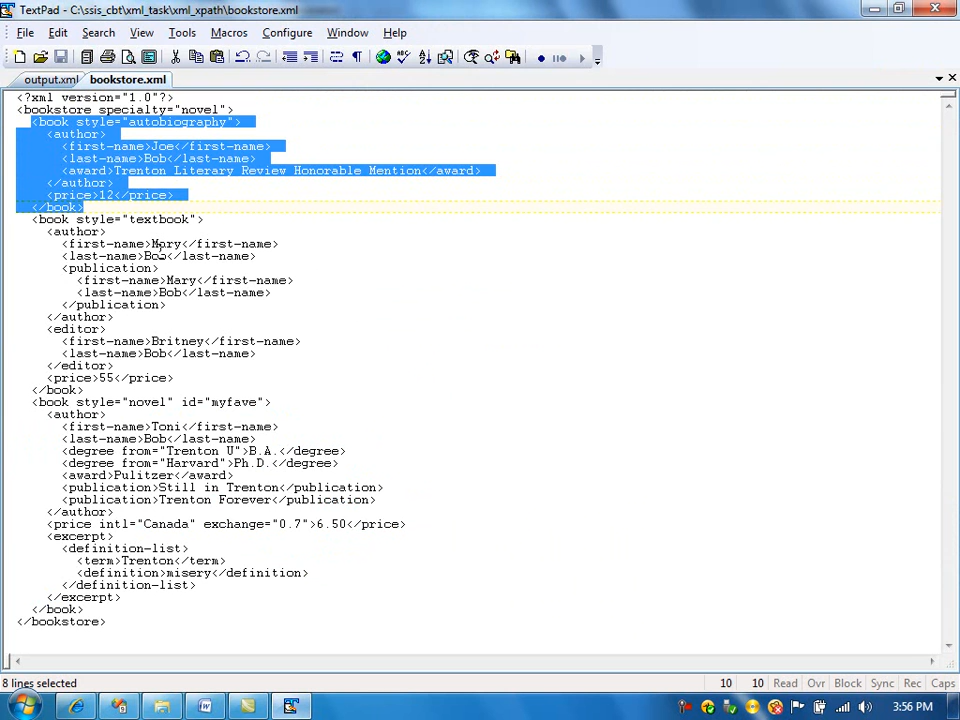 TextPad - C:\ssis_cbt\xml_task\xml_xpath\bookstore.xml
File Edit Search View Tools Macros Configure Window Help
output.xml bookstore.xml
<?xml version="1.0"?>
<bookstore specialty="novel">
<book style="autobiography">
<author>
<first-name>Joe</first-name>
<last-name>Bob</last-name>
<award>Trenton Literary Review Honorable Mention</award>
</author>
<price>12</price>
</book>
<book style="textbook">
<author>
<first-name>Mary</first-name>
<last-name>Bob</last-name>
<publication>
<first-name>Mary</first-name>
<last-name>Bob</last-name>
</publication>
</author>
<editor>
<first-name>Britney</first-name>
<last-name>Bob</last-name>
</editor>
<price>55</price>
</book>
<book style="novel" id="myfave">
<author>
<first-name>Toni</first-name>
<last-name>Bob</last-name>
<degree from="Trenton U">B.A.</degree>
<degree from="Harvard">Ph.D.</degree>
<award>Pulitzer</award>
<publication>Still in Trenton</publication>
<publication>Trenton Forever</publication>
</author>
<price intl="Canada" exchange="0.7">6.50</price>
<excerpt>
<definition-list>
<term>Trenton</term>
<definition>misery</definition>
</definition-list>
</excerpt>
</book>
</bookstore>
8 lines selected 10 10 Read Ovr Block Sync Rec Caps
3:56 PM